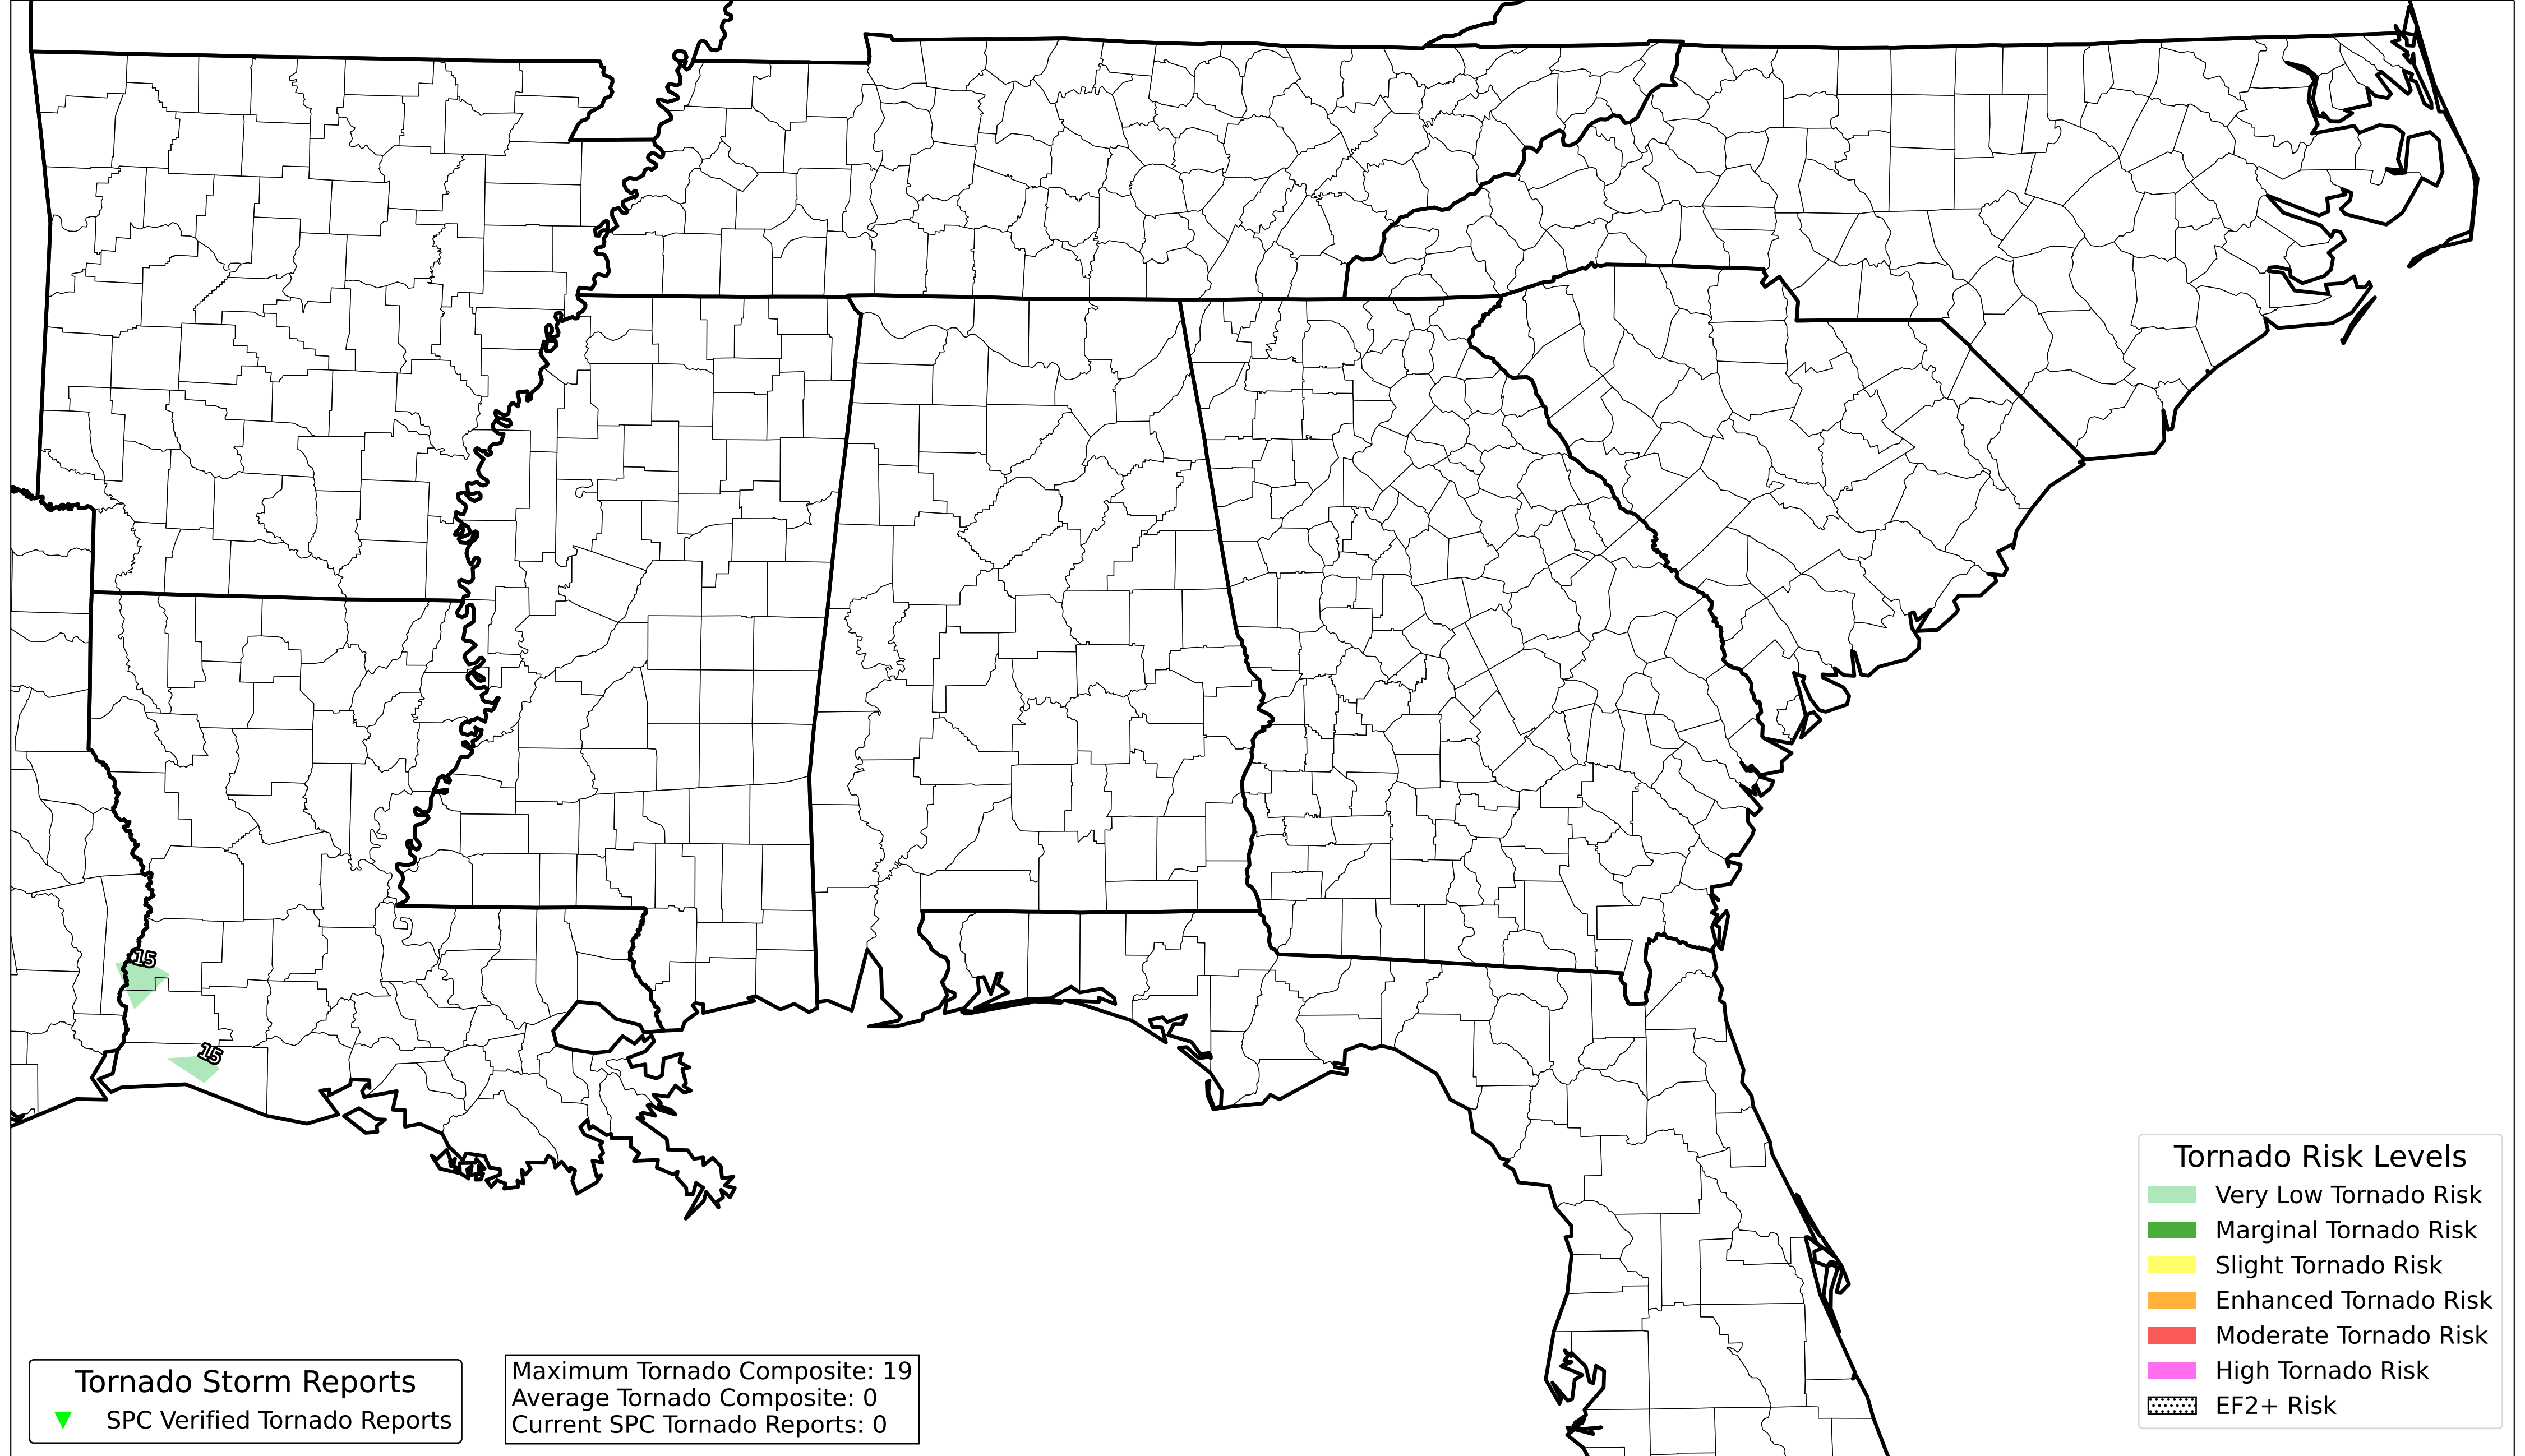 15
15
Tornado Risk Levels
Very Low Tornado Risk
Marginal Tornado Risk
Slight Tornado Risk
Enhanced Tornado Risk
Moderate Tornado Risk
High Tornado Risk
EF2+ Risk
Tornado Storm Reports
SPC Verified Tornado Reports
Maximum Tornado Composite: 19
Average Tornado Composite: 0
Current SPC Tornado Reports: 0